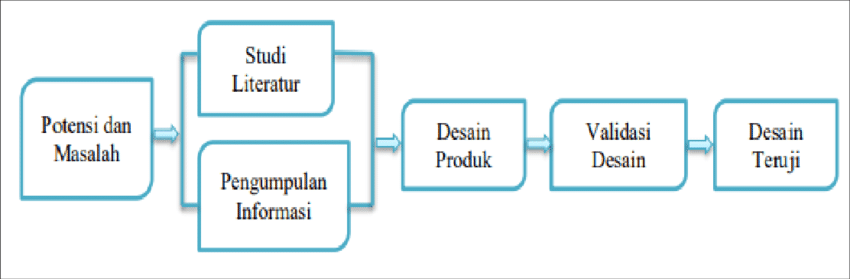 Potensi dan
Masalah
Studi
Literatur
Pengumpulan
Informasi
Desain
Produk
Validasi
Desain
Desain
Teruji